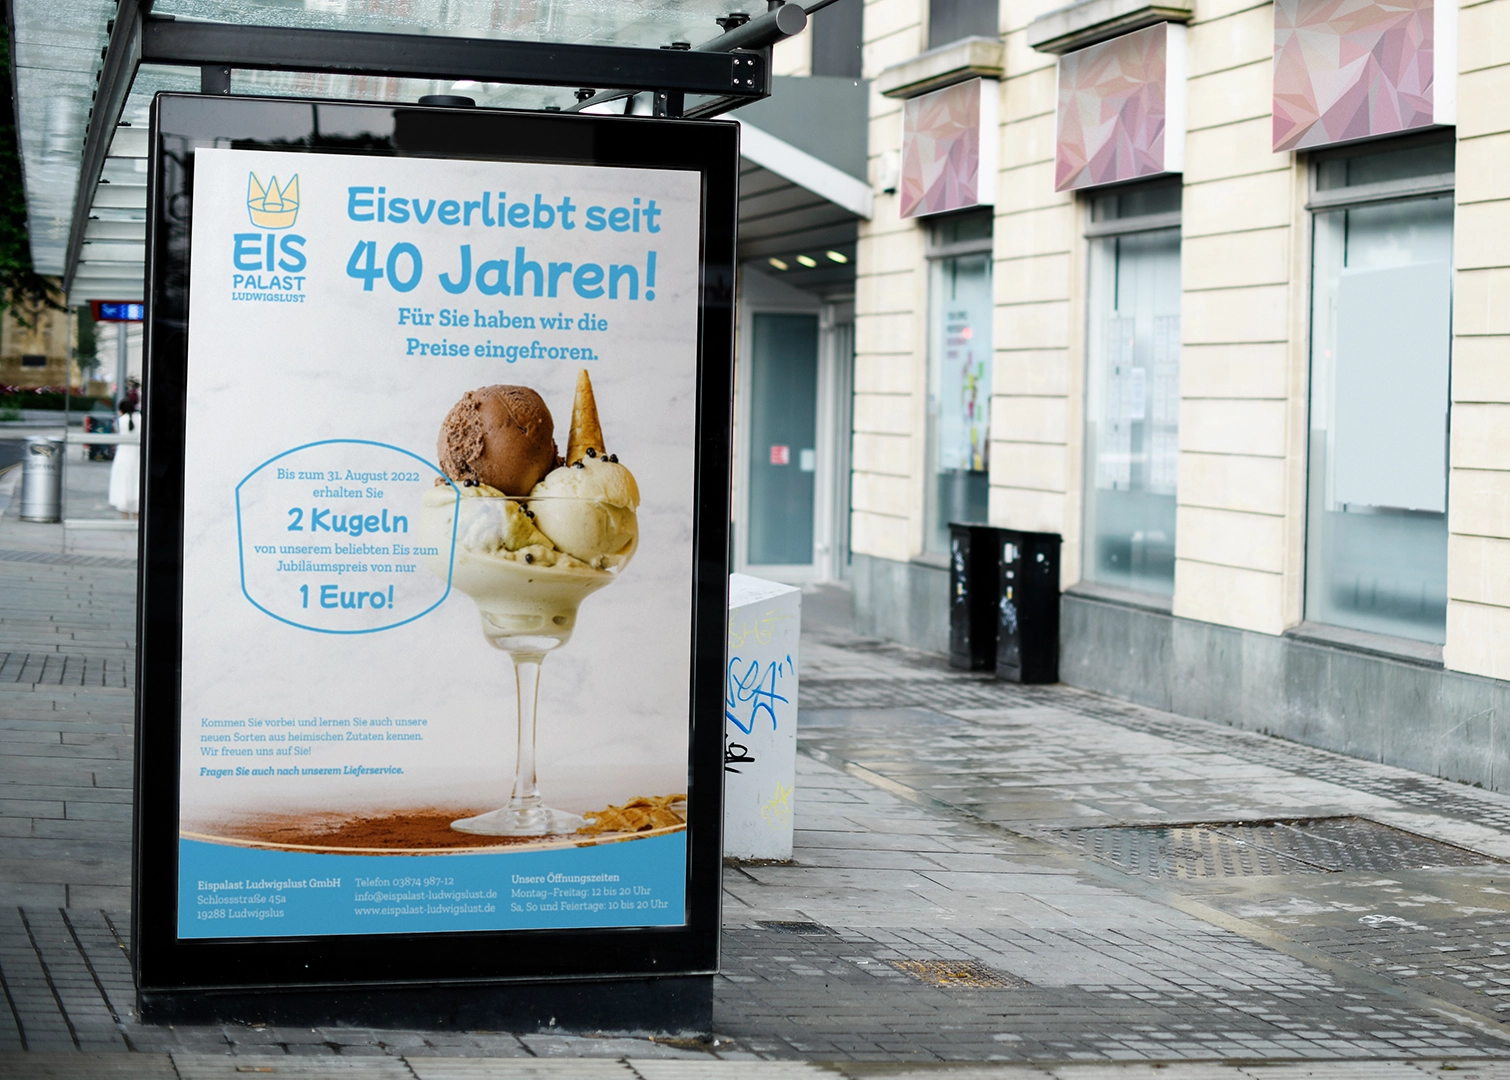 EIS
PALAST
LUDWIGSLUST
Eisverliebt seit
40 Jahren!
Für Sie haben wir die
Preise eingefroren.
Bis zum 31. August 2022
erhalten Sie
2 Kugeln
von unserem beliebten Eis zum
Jubiläumspreis von nur
1 Euro!
Kommen Sie vorbei und lernen Sie auch unsere
neuen Sorten aus heimischen Zutaten kennen.
Wir freuen uns auf Sie!
Fragen Sie auch nach unserem Lieferservice.
Eispalast Ludwigslust GmbH
Schlossstraße 45a
19288 Ludwigslus
Telefon 03874 987-12
info@eispalast-ludwigslust.de
www.eispalast-ludwigslust.de
Unsere Öffnungszeiten
Montag–Freitag: 12 bis 20 Uhr
Sa, So und Feiertage: 10 bis 20 Uhr